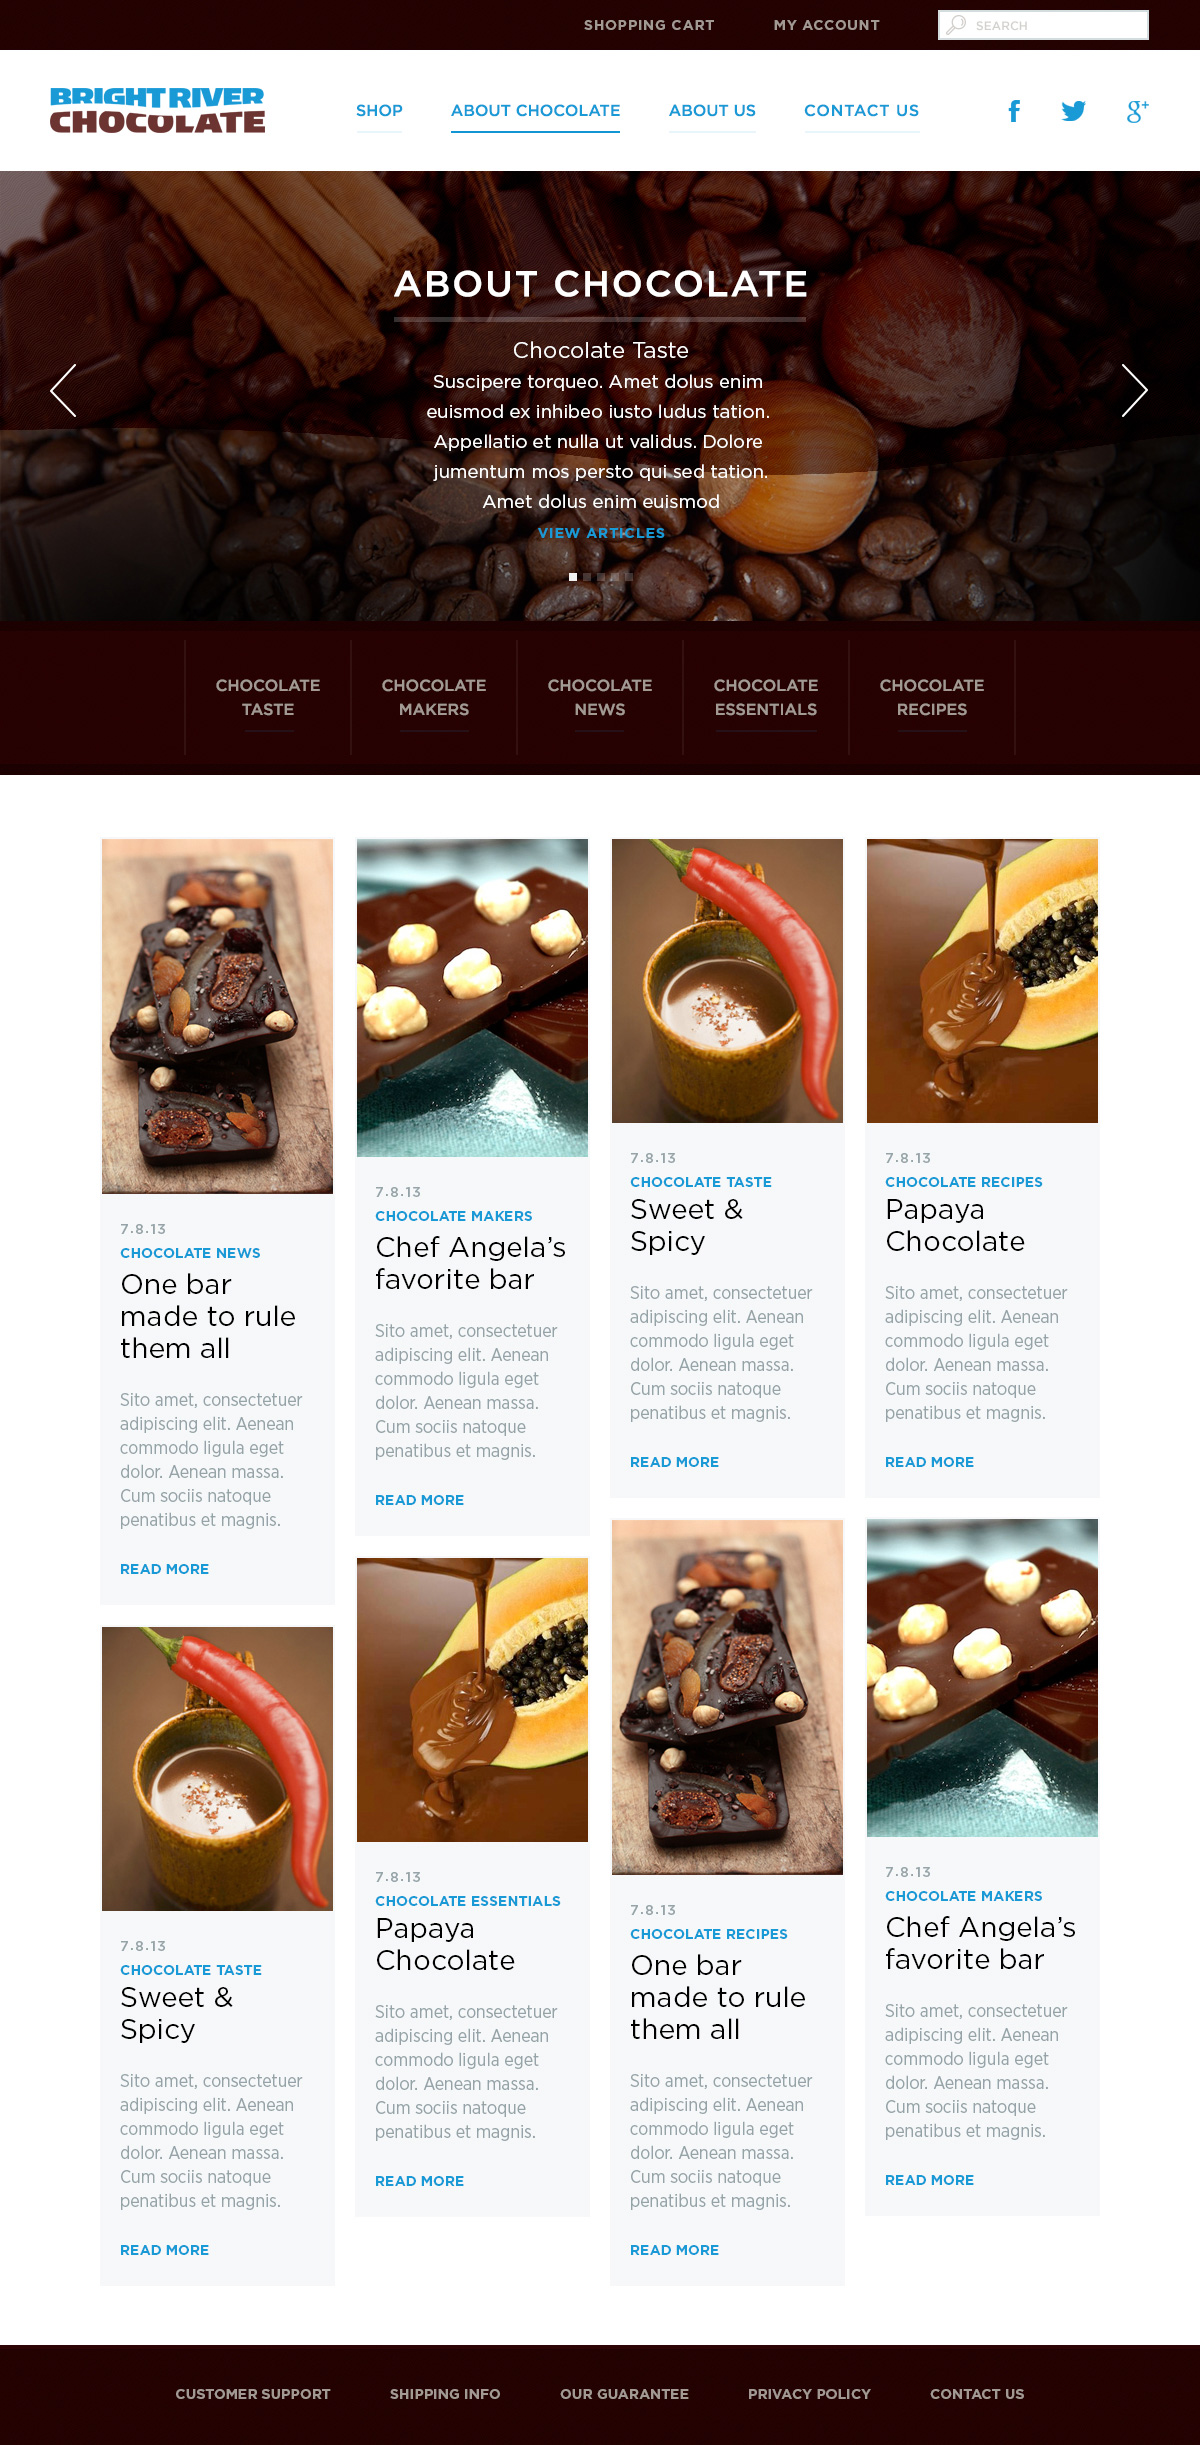 SHOPPING CART
MY ACCOUNT
SEARCH
BRIGHT RIVER
CHOCOLATE
SHOP
ABOUT CHOCOLATE
ABOUT US
CONTACT US
ABOUT CHOCOLATE
Chocolate Taste
Suscipere torqueo. Amet dolus enim
euismod ex inhibeo iusto ludus tation.
Appellatio et nulla ut validus. Dolore
jumentum mos persto qui sed tation.
Amet dolus enim euismod
VIEW ARTICLES
CHOCOLATE
TASTE
CHOCOLATE
MAKERS
CHOCOLATE
NEWS
CHOCOLATE
ESSENTIALS
CHOCOLATE
RECIPES
7.8.13
CHOCOLATE NEWS
One bar
made to rule
them all
Sito amet, consectetuer
adipiscing elit. Aenean
commodo ligula eget
dolor. Aenean massa.
Cum sociis natoque
penatibus et magnis.
READ MORE
7.8.13
CHOCOLATE MAKERS
Chef Angela's
favorite bar
Sito amet, consectetuer
adipiscing elit. Aenean
commodo ligula eget
dolor. Aenean massa.
Cum sociis natoque
penatibus et magnis.
READ MORE
7.8.13
CHOCOLATE TASTE
Sweet &
Spicy
Sito amet, consectetuer
adipiscing elit. Aenean
commodo ligula eget
dolor. Aenean massa.
Cum sociis natoque
penatibus et magnis.
READ MORE
7.8.13
CHOCOLATE RECIPES
Papaya
Chocolate
Sito amet, consectetuer
adipiscing elit. Aenean
commodo ligula eget
dolor. Aenean massa.
Cum sociis natoque
penatibus et magnis.
READ MORE
7.8.13
CHOCOLATE TASTE
Sweet &
Spicy
Sito amet, consectetuer
adipiscing elit. Aenean
commodo ligula eget
dolor. Aenean massa.
Cum sociis natoque
penatibus et magnis.
READ MORE
7.8.13
CHOCOLATE ESSENTIALS
Papaya
Chocolate
Sito amet, consectetuer
adipiscing elit. Aenean
commodo ligula eget
dolor. Aenean massa.
Cum sociis natoque
penatibus et magnis.
READ MORE
7.8.13
CHOCOLATE RECIPES
One bar
made to rule
them all
Sito amet, consectetuer
adipiscing elit. Aenean
commodo ligula eget
dolor. Aenean massa.
Cum sociis natoque
penatibus et magnis.
READ MORE
7.8.13
CHOCOLATE MAKERS
Chef Angela's
favorite bar
Sito amet, consectetuer
adipiscing elit. Aenean
commodo ligula eget
dolor. Aenean massa.
Cum sociis natoque
penatibus et magnis.
READ MORE
CUSTOMER SUPPORT
SHIPPING INFO
OUR GUARANTEE
PRIVACY POLICY
CONTACT US